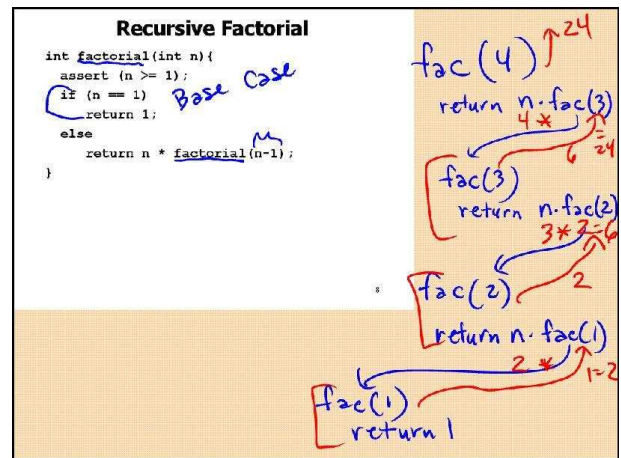 Recursive Factorial
int factorial(int n){
assert (n >= 1);
if (n == 1)
Base Case
return 1;
else
return n * factorial(n-1);
}
8
fac(4)
24
return n·fac(3)
4 *
6
= 24
fac(3)
return n·fac(2)
3 * 2=6
fac(2)
2
return n·fac(1)
2 *
1=2
fac(1)
return 1